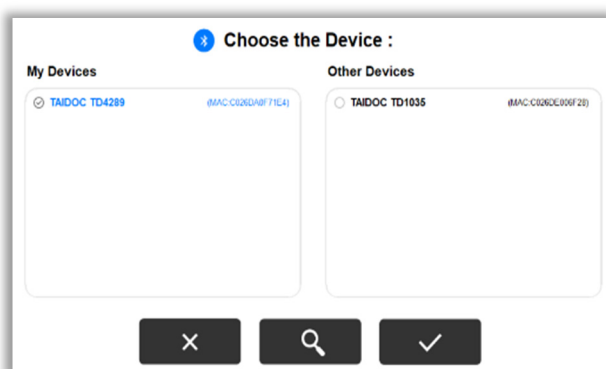 Choose the Device :
My Devices
Other Devices
TAIDOC TD4289 (MAC:C026DA0F71E4)
TAIDOC TD1035 (MAC:C026DE006F28)